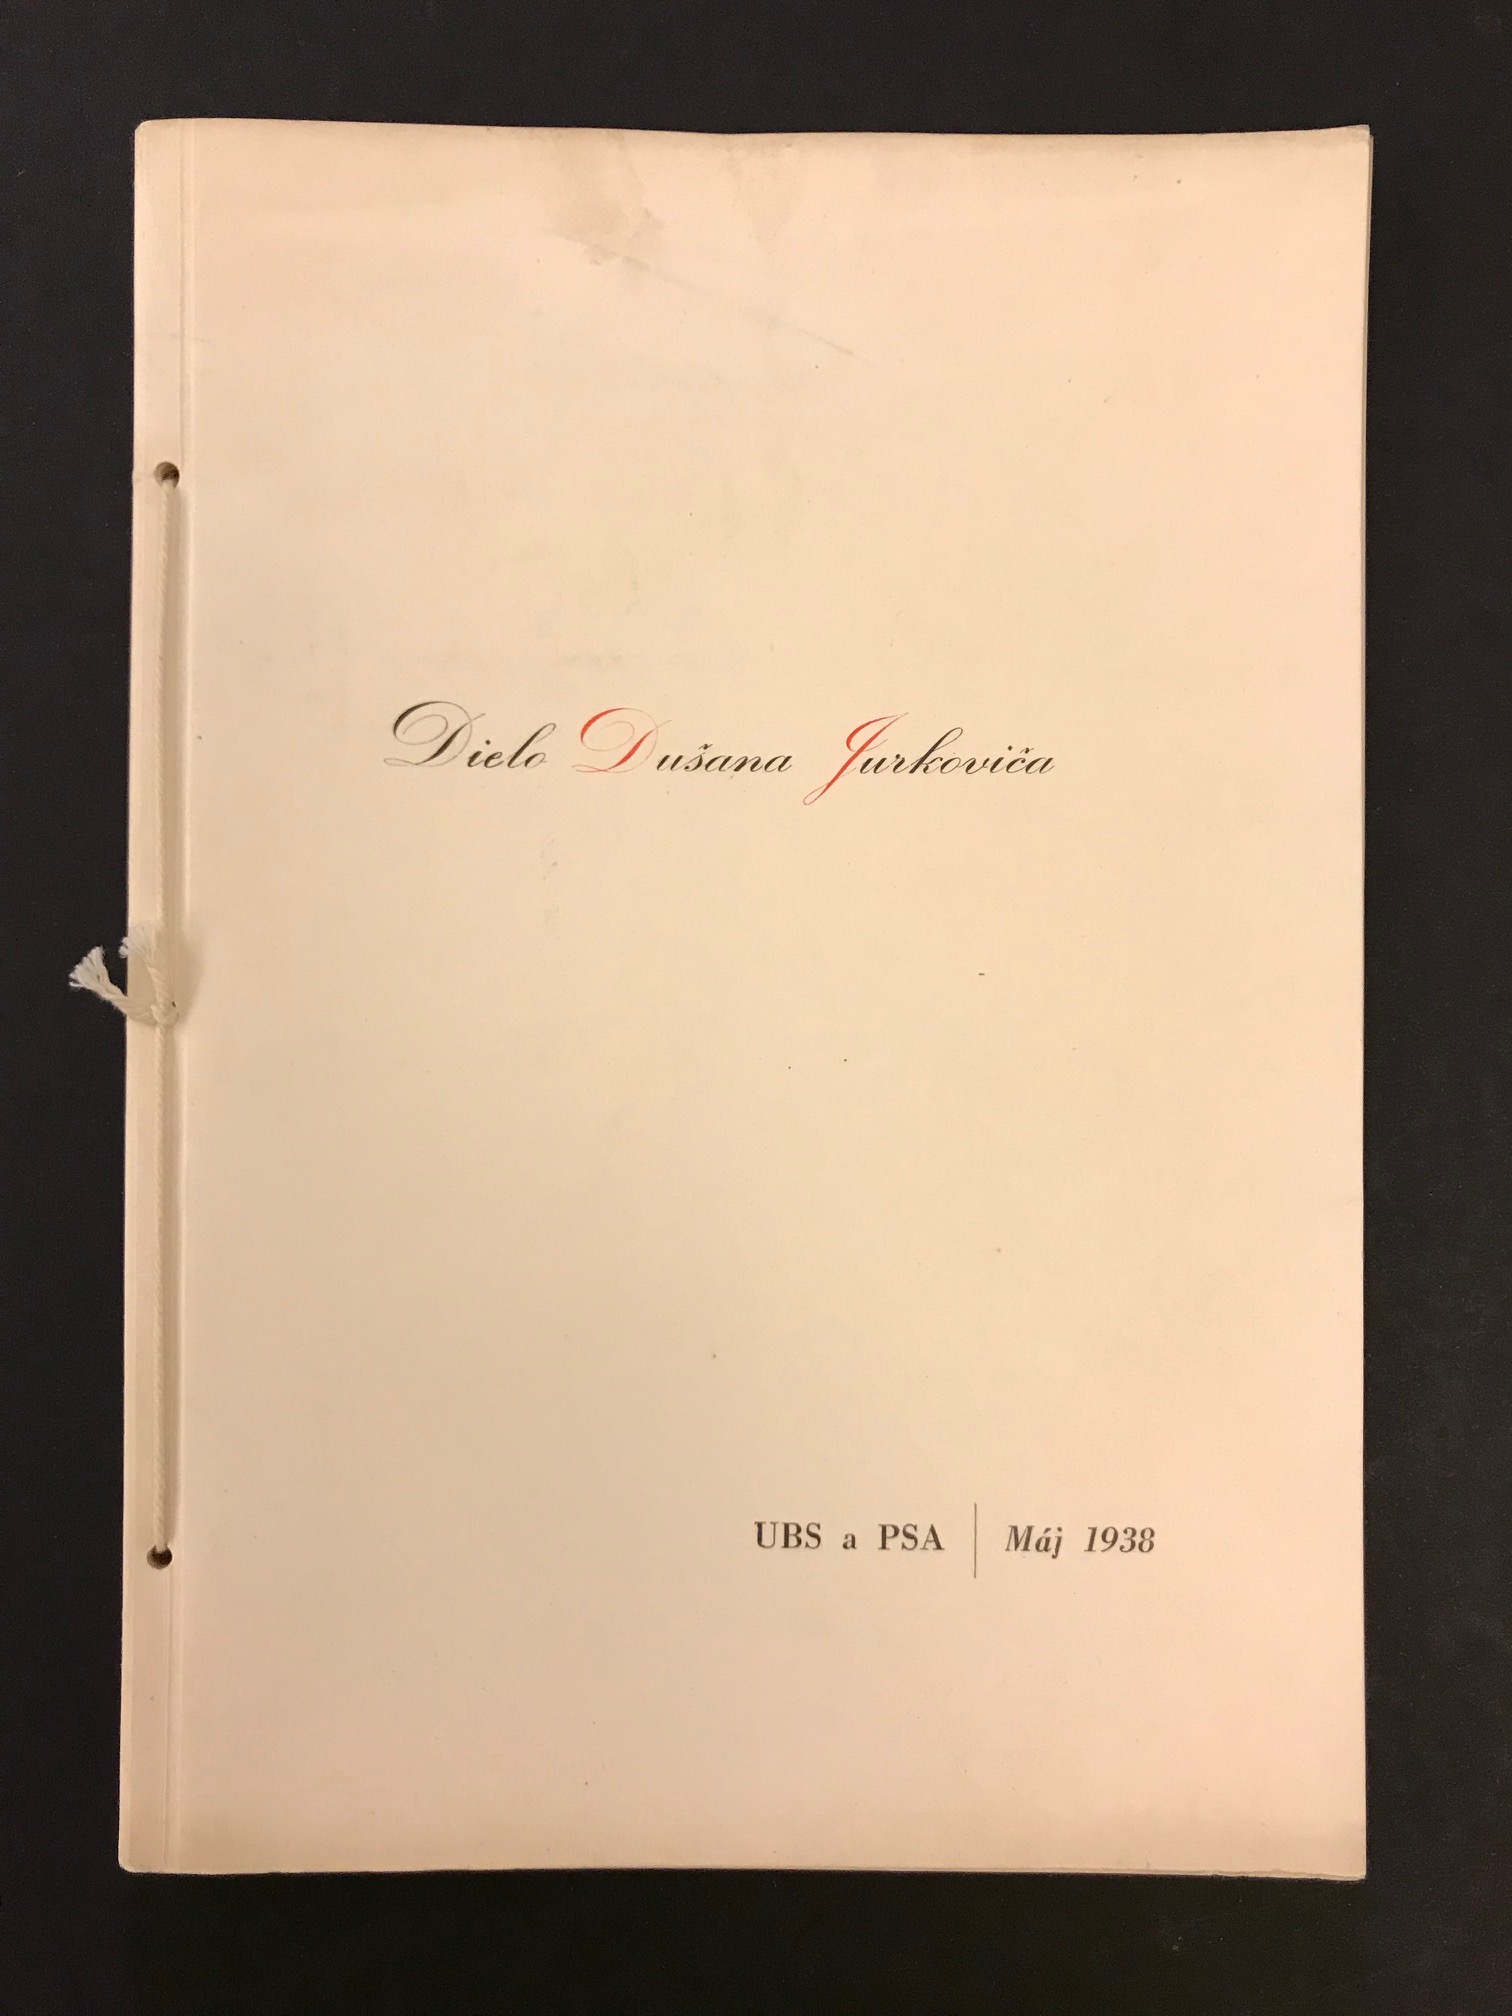 Dielo Dušana Jurkoviča
UBS a PSA | Máj 1938